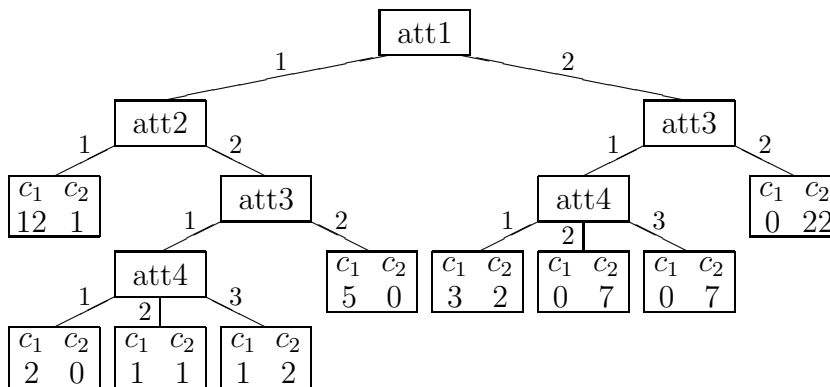 att1
1 2
att2 att3
1 2 1 2
c₁ c₂ att3 att4 c₁ c₂
12 1 0 22
1 2 1 2 3
att4 c₁ c₂ c₁ c₂ c₁ c₂ c₁ c₂
5 0 3 2 0 7 0 7
1 2 3
c₁ c₂ c₁ c₂ c₁ c₂
2 0 1 1 1 2